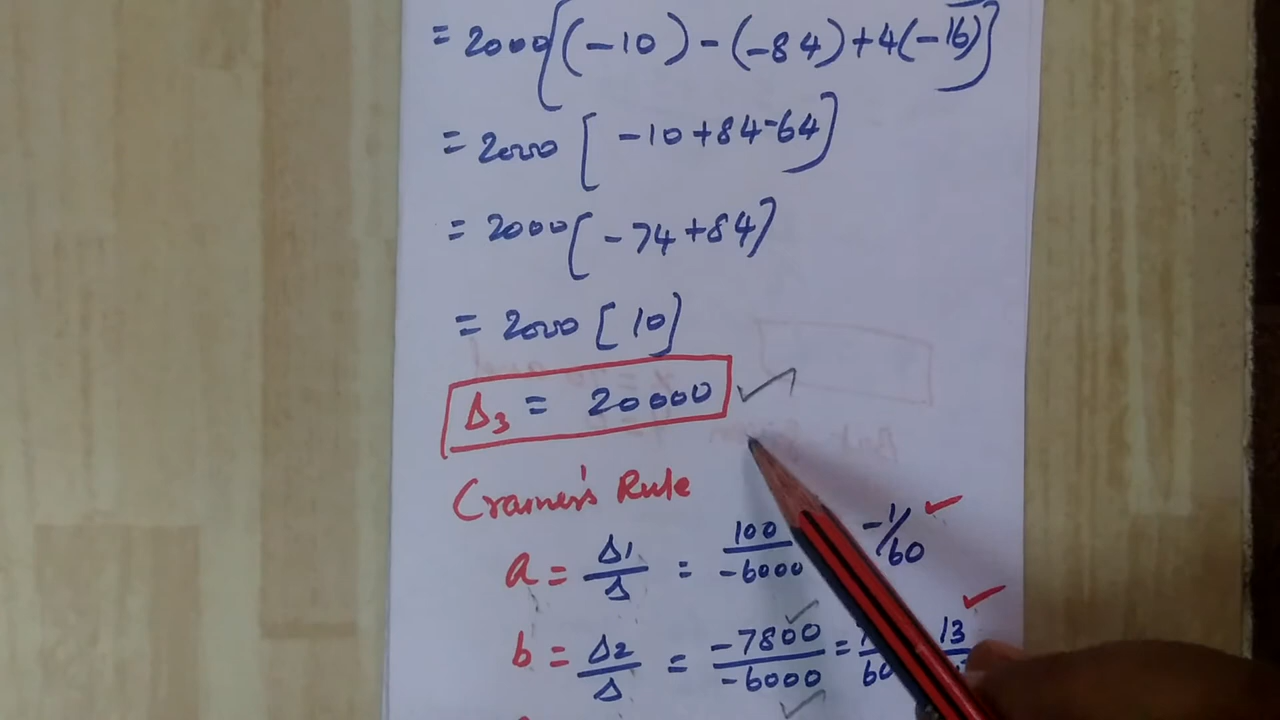 = 2000{(-10) - (-84) + 4(-16)}
= 2000 [ -10 + 84 - 64]
= 2000 [ -74 + 84]
= 2000 [ 10]
Δ3 = 20000
Cramer's Rule
a = Δ1/Δ = 100/-6000 -1/60
b = Δ2/Δ = -7800/-6000 = 13